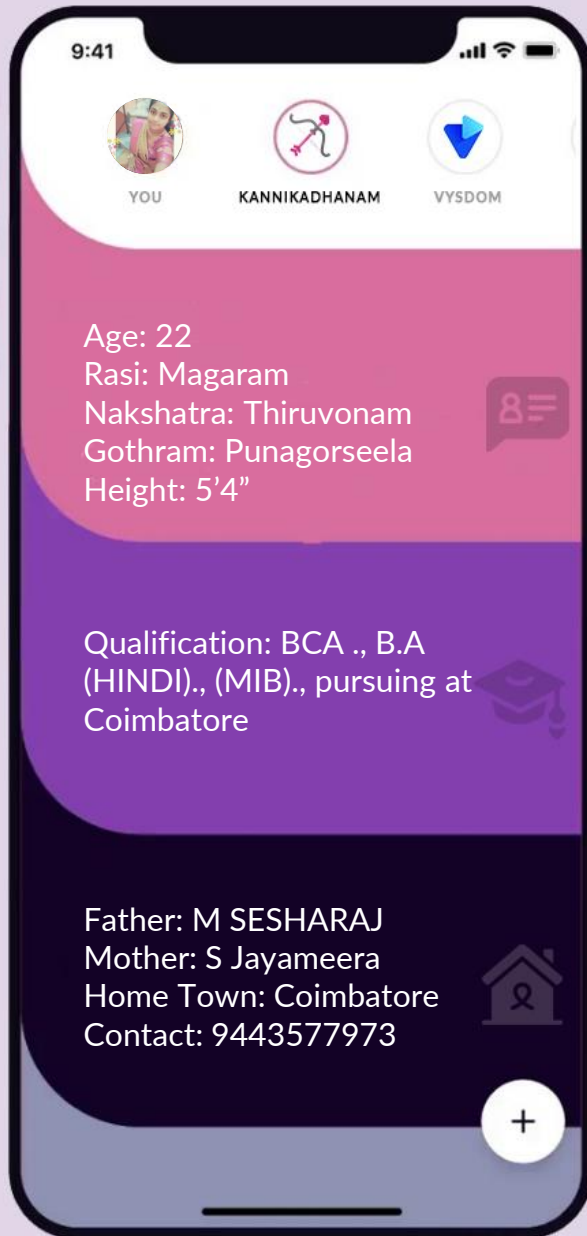 9:41
YOU
KANNIKADHANAM
VYSDOM
Age: 22
Rasi: Magaram
Nakshatra: Thiruvonam
Gothram: Punagorseela
Height: 5’4”
Qualification: BCA ., B.A
(HINDI)., (MIB)., pursuing at
Coimbatore
Father: M SESHARAJ
Mother: S Jayameera
Home Town: Coimbatore
Contact: 9443577973